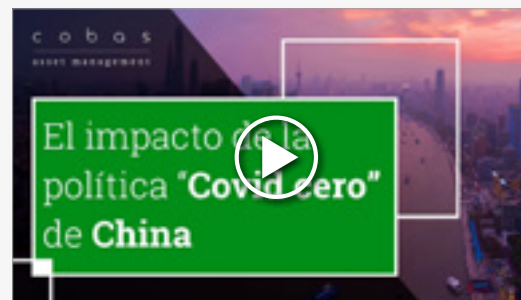 cobas
asset management
El impacto de la
política “Covid cero”
de China